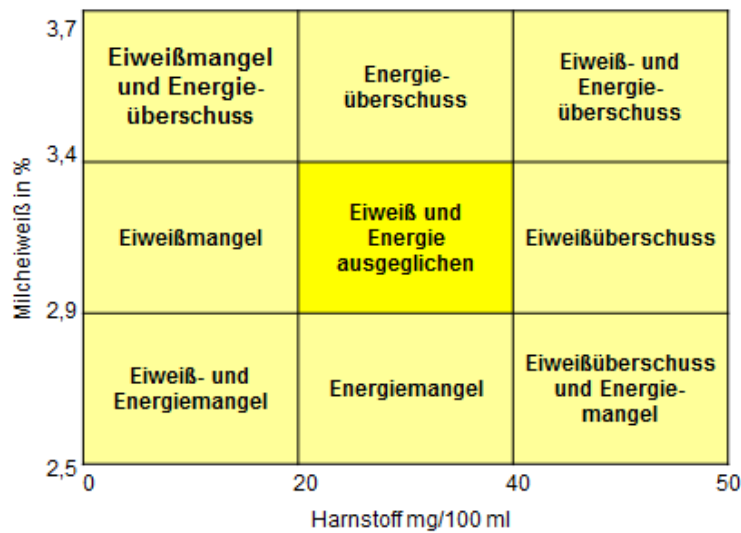 3,7
Eiweißmangel
und Energie-
überschuss
Energie-
überschuss
Eiweiß- und
Energie-
überschuss
3,4
Milcheiweiß in %
Eiweißmangel
Eiweiß und
Energie
ausgeglichen
Eiweißüberschuss
2,9
Eiweiß- und
Energiemangel
Energiemangel
Eiweißüberschuss
und Energie-
mangel
2,5
0
20
40
50
Harnstoff mg/100 ml